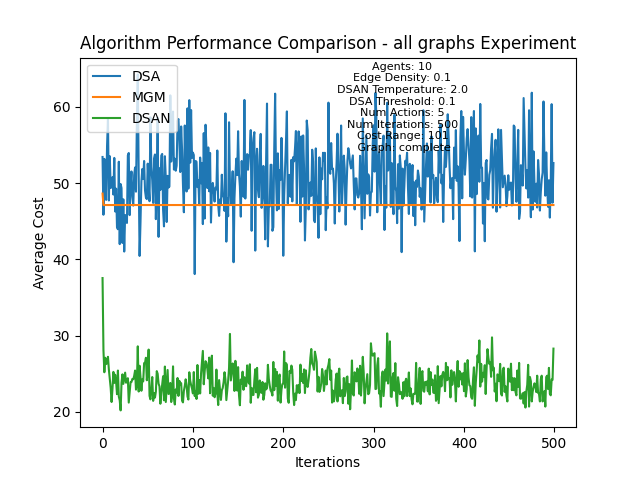 Algorithm Performance Comparison - all graphs Experiment
DSA
MGM
DSAN
Agents: 10
Edge Density: 0.1
DSAN Temperature: 2.0
DSA Threshold: 0.1
Num Actions: 5
Num Iterations: 500
Cost Range: 101
Graph: complete
Average Cost
60
50
40
30
20
0
100
200
300
400
500
Iterations